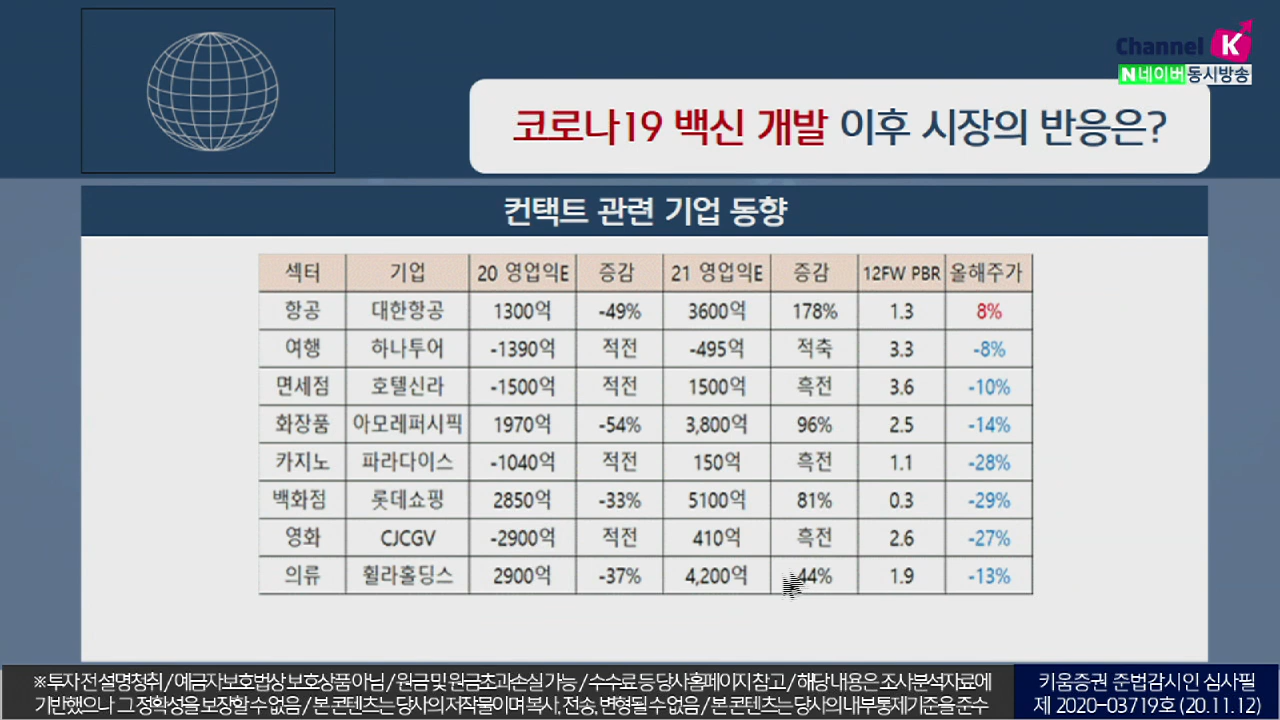 Channel K
N 네이버 동시방송
코로나19 백신 개발 이후 시장의 반응은?
컨택트 관련 기업 동향
섹터 기업 20 영업익E 증감 21 영업익E 증감 12FW PBR 올해주가
항공 대한항공 1300억 -49% 3600억 178% 1.3 8%
여행 하나투어 -1390억 적전 -495억 적축 3.3 -8%
면세점 호텔신라 -1500억 적전 1500억 흑전 3.6 -10%
화장품 아모레퍼시픽 1970억 -54% 3,800억 96% 2.5 -14%
카지노 파라다이스 -1040억 적전 150억 흑전 1.1 -28%
백화점 롯데쇼핑 2850억 -33% 5100억 81% 0.3 -29%
영화 CJCGV -2900억 적전 410억 흑전 2.6 -27%
의류 휠라홀딩스 2900억 -37% 4,200억 44% 1.9 -13%
※ 투자 전 설명청취 / 예금자보호법상 보호상품 아님 / 원금 및 원금초과손실 가능 / 수수료 등 당사홈페이지 참고 / 해당 내용은 조사분석자료에
기반했으나 그 정확성을 보장할 수 없음 / 본 콘텐츠는 당사의 저작물이며 복사, 전송, 변형될 수 없음 / 본 콘텐츠는 당사의 내부통제기준을 준수
키움증권 준법감시인 심사필
제 2020-03719호 (20.11.12)